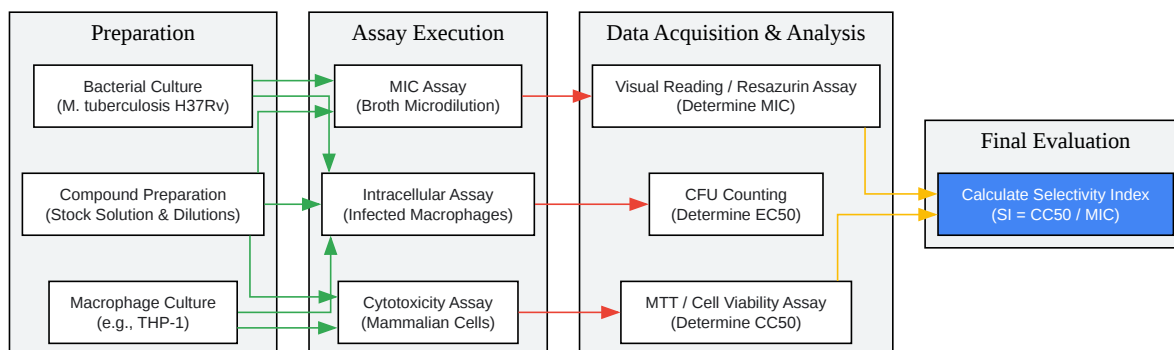 Preparation
Bacterial Culture
(M. tuberculosis H37Rv)
Compound Preparation
(Stock Solution & Dilutions)
Macrophage Culture
(e.g., THP-1)
Assay Execution
MIC Assay
(Broth Microdilution)
Intracellular Assay
(Infected Macrophages)
Cytotoxicity Assay
(Mammalian Cells)
Data Acquisition & Analysis
Visual Reading / Resazurin Assay
(Determine MIC)
CFU Counting
(Determine EC50)
MTT / Cell Viability Assay
(Determine CC50)
Final Evaluation
Calculate Selectivity Index
(SI = CC50 / MIC)